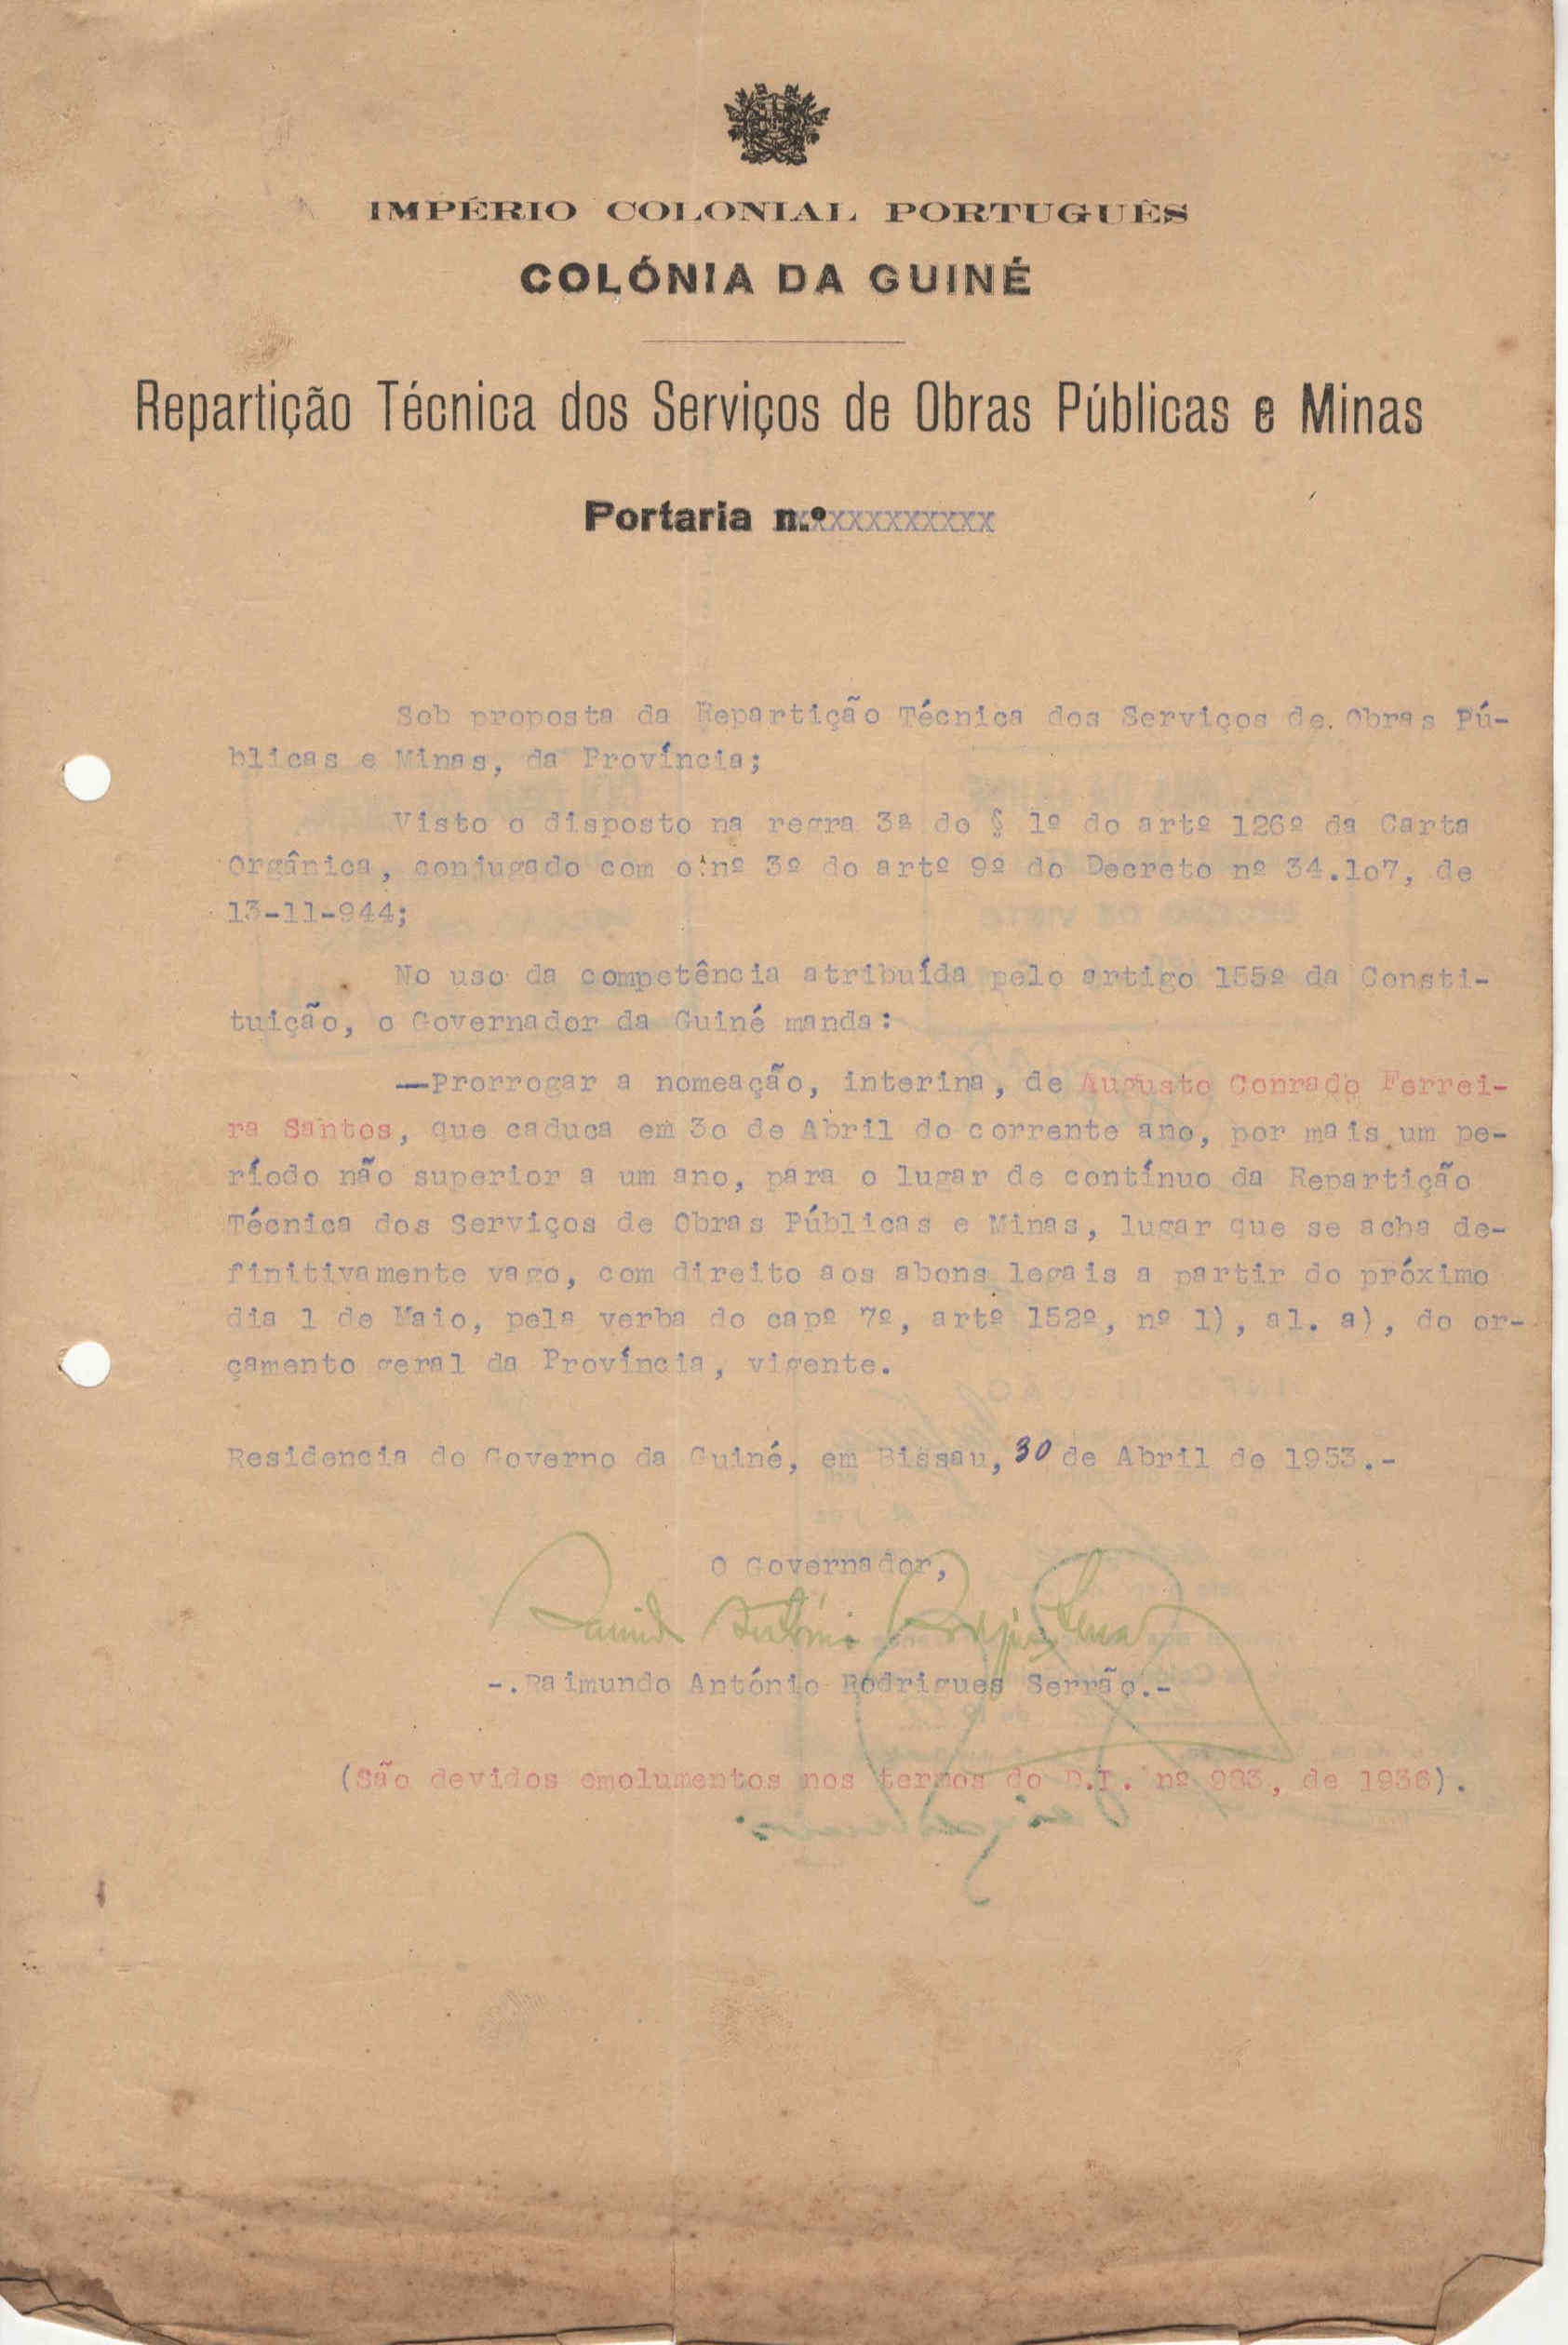 IMPÉRIO COLONIAL PORTUGUÊS
COLÓNIA DA GUINÉ
Repartição Técnica dos Serviços de Obras Públicas e Minas
Portaria n.º xxxxxxxxxx
Sob proposta da Repartição Técnica dos Serviços de Obras Pú-
blicas e Minas, da Província;
Visto o disposto na regra 3ª do § 1º do artº 126º da Carta
Orgânica, conjugado com o nº 3º do artº 9º do Decreto nº 34.1o7, de
13-11-944;
No uso da competência atribuída pelo artigo 155º da Consti-
tuição, o Governador da Guiné manda:
—Prorrogar a nomeação, interina, de Augusto Conrado Ferrei-
ra Santos, que caduca em 3o de Abril do corrente ano, por mais um pe-
ríodo não superior a um ano, para o lugar de contínuo da Repartição
Técnica dos Serviços de Obras Públicas e Minas, lugar que se acha de-
finitivamente vago, com direito aos abons legais a partir do próximo
dia 1 de Maio, pela verba do capº 7º, artº 152º, nº 1), al. a), do or-
çamento geral da Província, vigente.
Residencia do Governo da Guiné, em Bissau, 30 de Abril de 1953.-
O Governador,
Raimundo António Rodrigues Serrão
-.Raimundo António Rodrigues Serrão.-
(São devidos emolumentos nos termos do D.L. nº 983, de 1936).